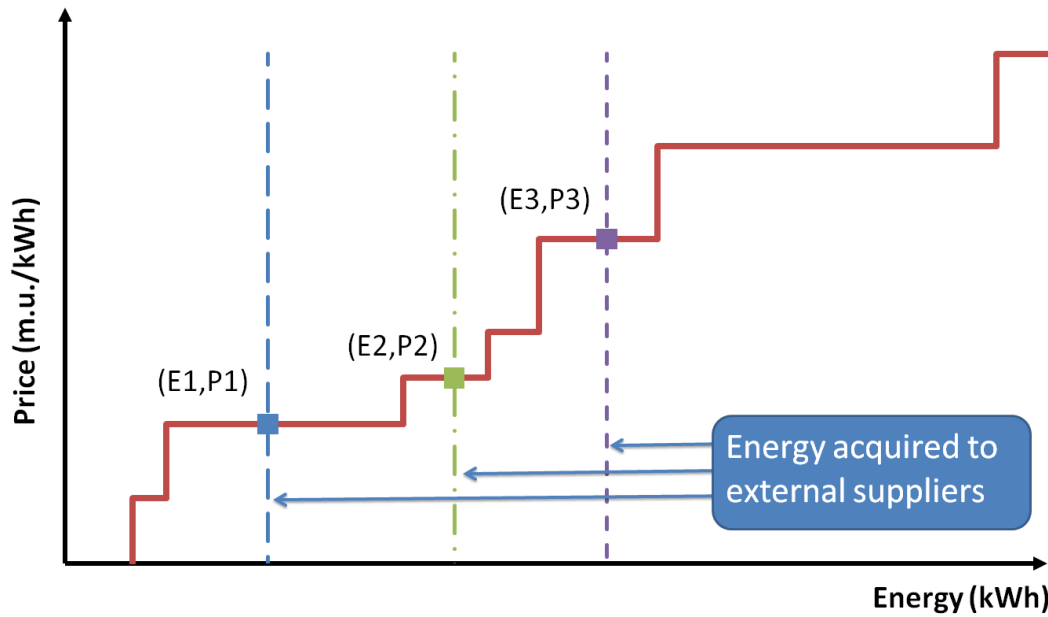 Price (m.u./kWh)
(E3,P3)
(E2,P2)
(E1,P1)
Energy acquired to
external suppliers
Energy (kWh)